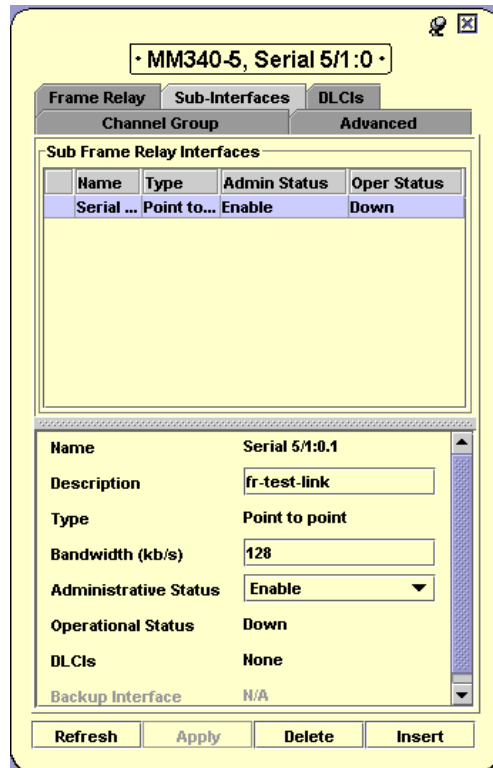 · MM340-5, Serial 5/1:0 ·
Frame Relay Sub-Interfaces DLCIs
Channel Group Advanced
Sub Frame Relay Interfaces
Name Type Admin Status Oper Status
Serial ... Point to... Enable Down
Name Serial 5/1:0.1
Description fr-test-link
Type Point to point
Bandwidth (kb/s) 128
Administrative Status Enable
Operational Status Down
DLCIs None
Backup Interface N/A
Refresh Apply Delete Insert